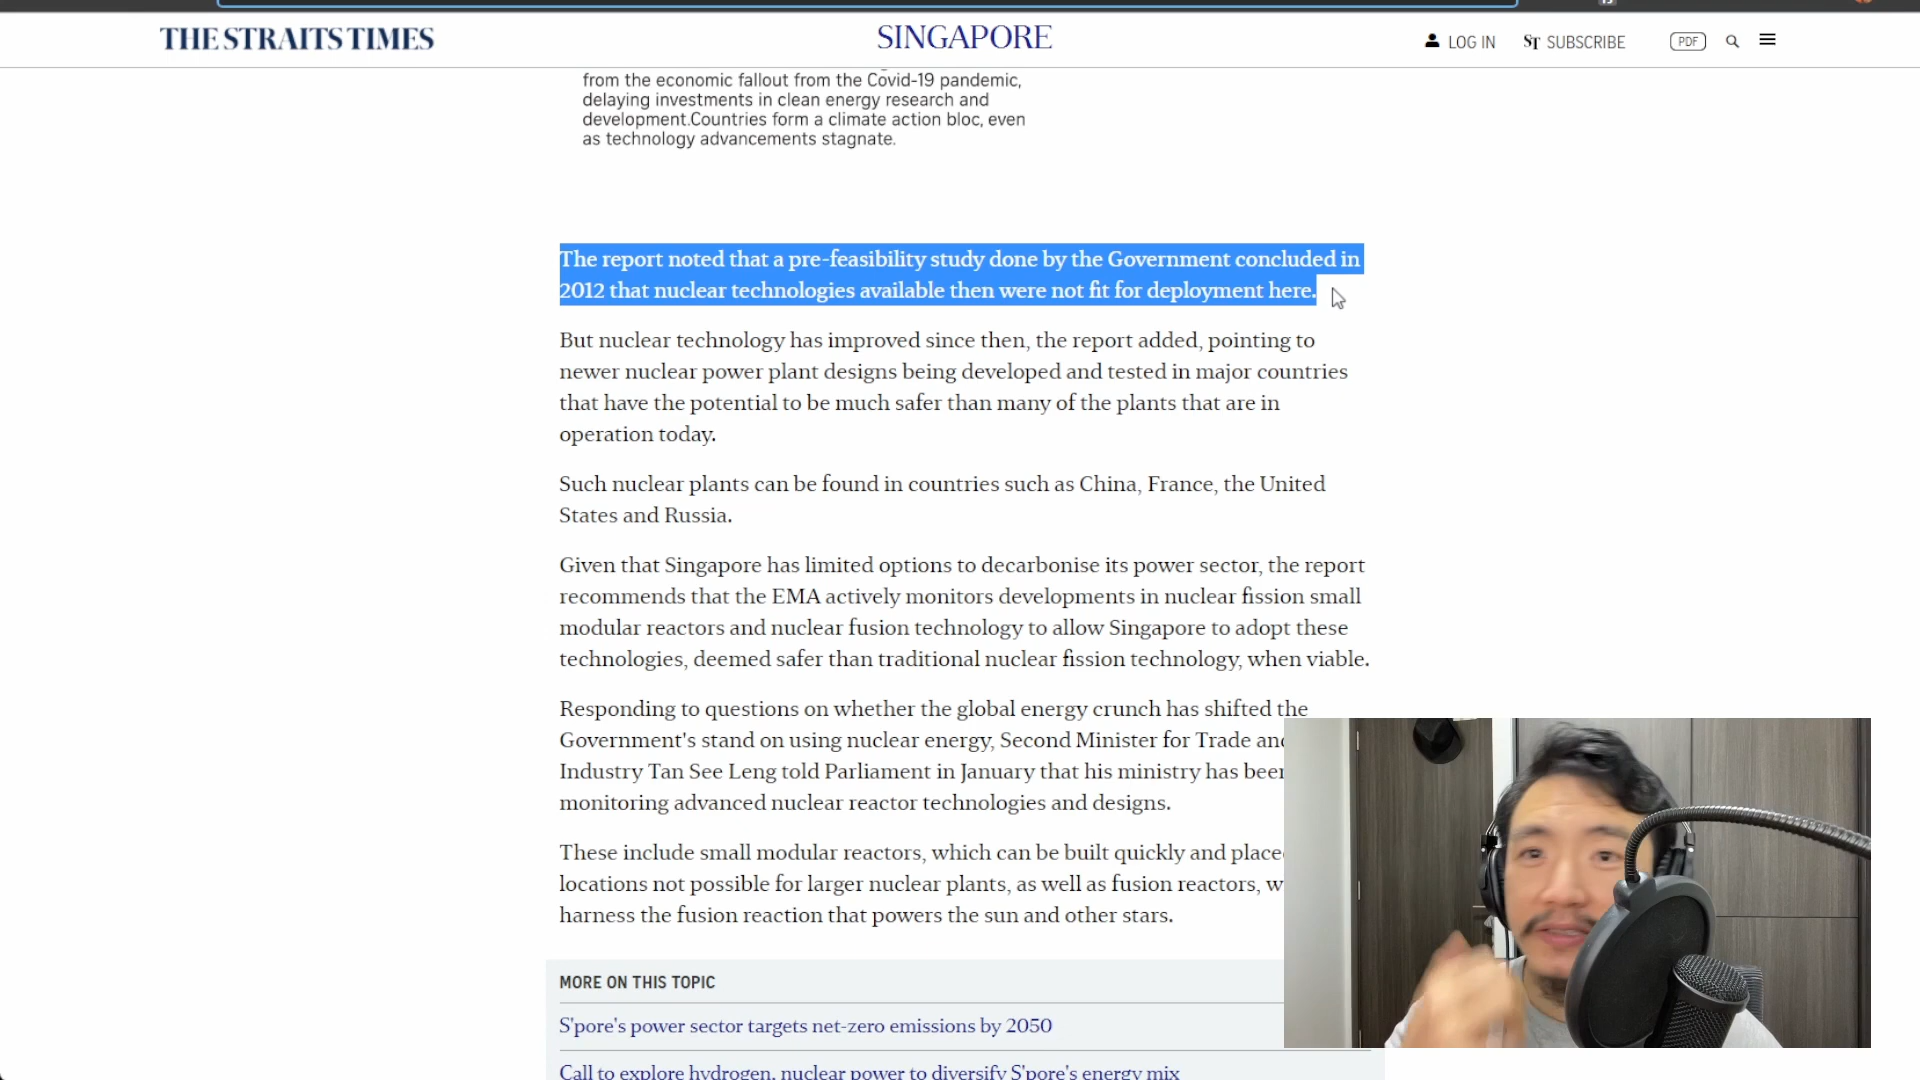 THE STRAITS TIMES
SINGAPORE
LOG IN
ST SUBSCRIBE
PDF
from the economic fallout from the Covid-19 pandemic,
delaying investments in clean energy research and
development.Countries form a climate action bloc, even
as technology advancements stagnate.
The report noted that a pre-feasibility study done by the Government concluded in
2012 that nuclear technologies available then were not fit for deployment here.
But nuclear technology has improved since then, the report added, pointing to
newer nuclear power plant designs being developed and tested in major countries
that have the potential to be much safer than many of the plants that are in
operation today.
Such nuclear plants can be found in countries such as China, France, the United
States and Russia.
Given that Singapore has limited options to decarbonise its power sector, the report
recommends that the EMA actively monitors developments in nuclear fission small
modular reactors and nuclear fusion technology to allow Singapore to adopt these
technologies, deemed safer than traditional nuclear fission technology, when viable.
Responding to questions on whether the global energy crunch has shifted the
Government's stand on using nuclear energy, Second Minister for Trade and
Industry Tan See Leng told Parliament in January that his ministry has been
monitoring advanced nuclear reactor technologies and designs.
These include small modular reactors, which can be built quickly and place
locations not possible for larger nuclear plants, as well as fusion reactors, w
harness the fusion reaction that powers the sun and other stars.
MORE ON THIS TOPIC
S'pore's power sector targets net-zero emissions by 2050
Call to explore hydrogen, nuclear power to diversify S'pore's energy mix